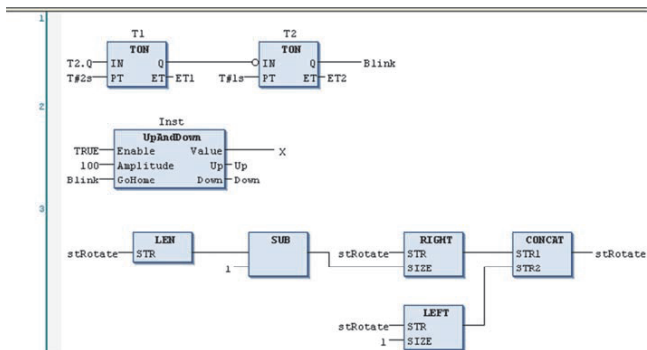 1
T1 T2
TON TON
T2.Q IN Q IN Q Blink
T#2s PT ET ET1 T#1s PT ET ET2
2
Inst
UpAndDown
TRUE Enable Value X
100 Amplitude Up Up
Blink GoHome Down Down
3
LEN SUB RIGHT CONCAT
stRotate STR stRotate STR STR1 stRotate
1 SIZE STR2
LEFT
stRotate STR
1 SIZE